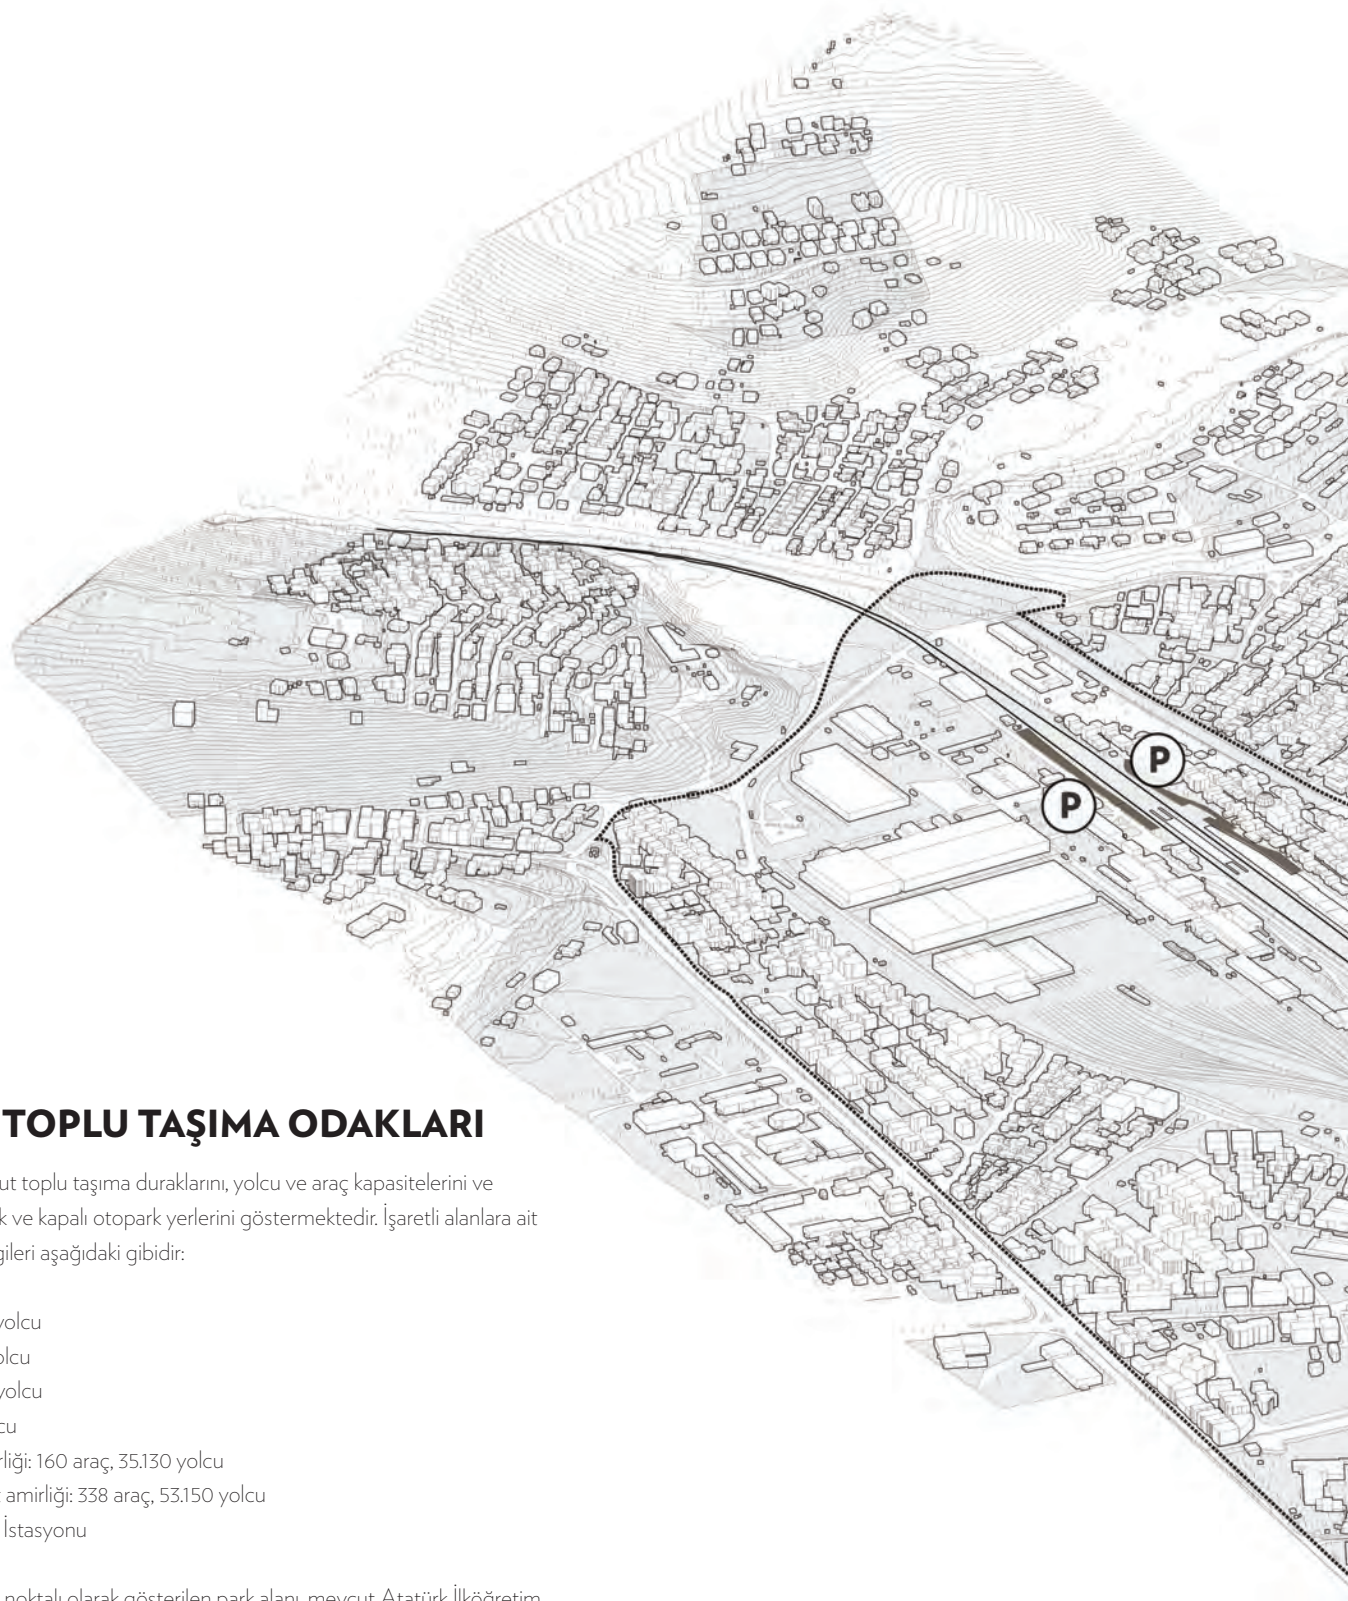 P
P
TOPLU TAŞIMA ODAKLARI
ut toplu taşıma duraklarını, yolcu ve araç kapasitelerini ve
k ve kapalı otopark yerlerini göstermektedir. İşaretli alanlara ait
gileri aşağıdaki gibidir:
yolcu
olcu
yolcu
cu
rliği: 160 araç, 35.130 yolcu
t amirliği: 338 araç, 53.150 yolcu
İstasyonu
noktalı olarak gösterilen park alanı, mevcut Atatürk İlköğretim